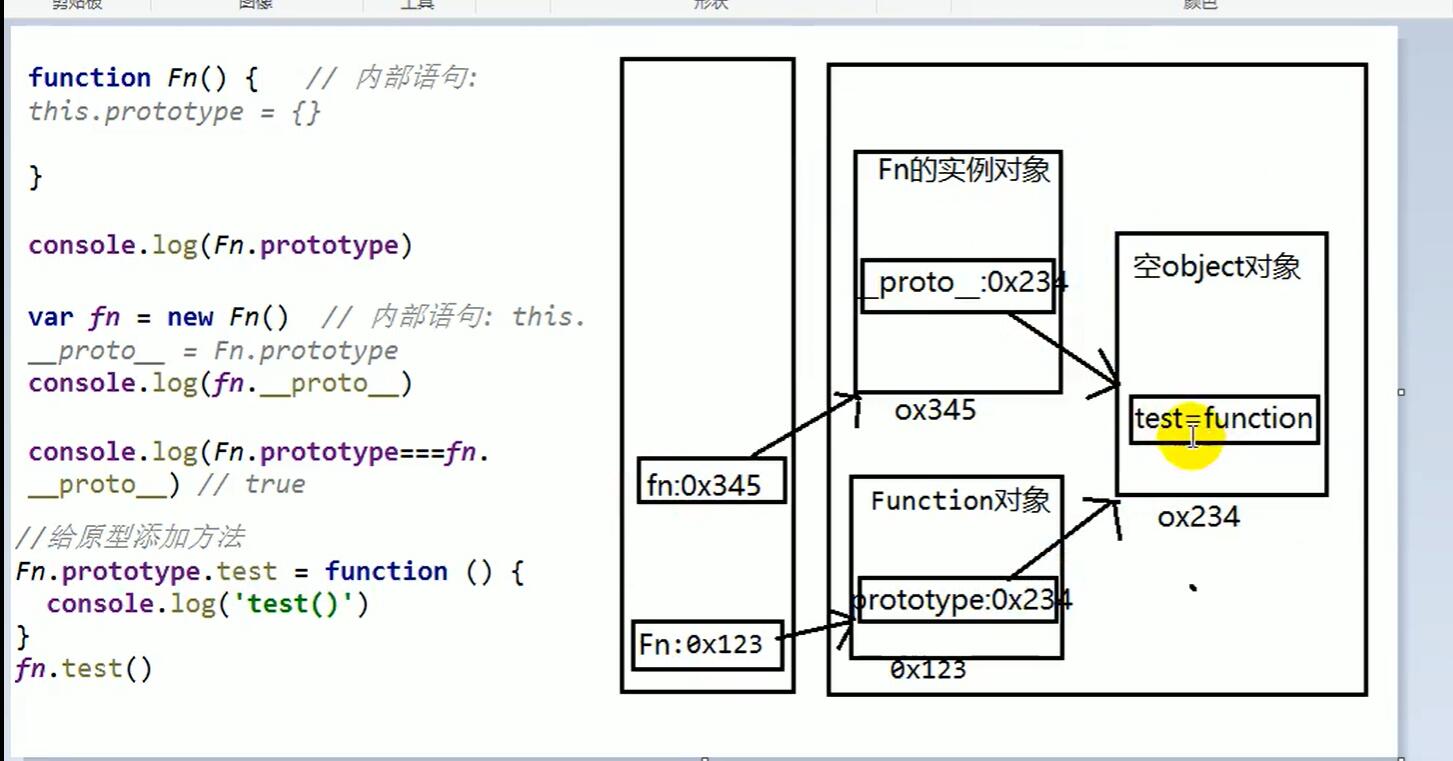 剪贴板
图像
工具
形状
颜色
function Fn() { // 内部语句:
this.prototype = {}
}
console.log(Fn.prototype)
var fn = new Fn() // 内部语句: this.
__proto__ = Fn.prototype
console.log(fn.__proto__)
console.log(Fn.prototype===fn.
__proto__) // true
//给原型添加方法
Fn.prototype.test = function () {
console.log('test()')
}
fn.test()
fn:0x345
Fn:0x123
Fn的实例对象
__proto__:0x234
ox345
Function对象
prototype:0x234
0x123
空object对象
test=function
ox234